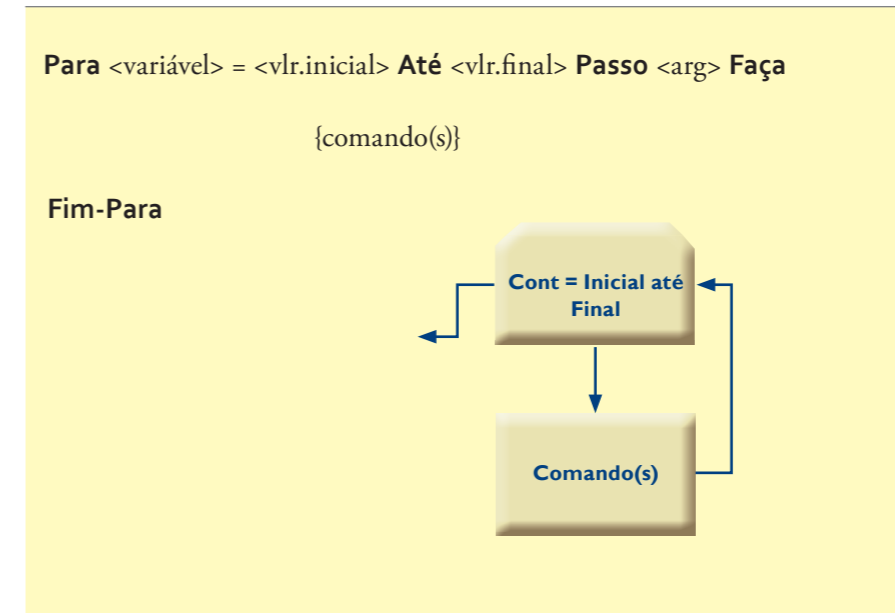 Para <variável> = <vlr.inicial> Até <vlr.final> Passo <arg> Faça
{comando(s)}
Fim-Para
Cont = Inicial até
Final
Comando(s)